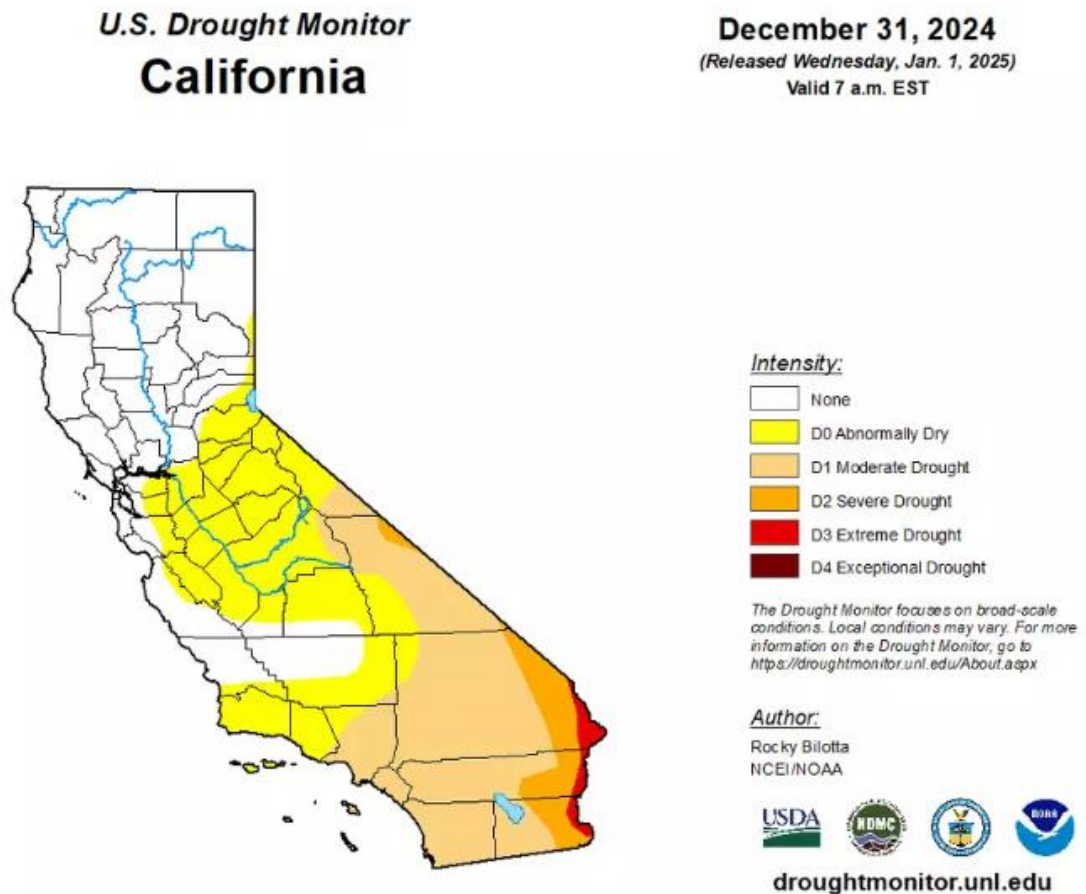 U.S. Drought Monitor
California
December 31, 2024
(Released Wednesday, Jan. 1, 2025)
Valid 7 a.m. EST
Intensity:
None
D0 Abnormally Dry
D1 Moderate Drought
D2 Severe Drought
D3 Extreme Drought
D4 Exceptional Drought
The Drought Monitor focuses on broad-scale
conditions. Local conditions may vary. For more
information on the Drought Monitor, go to
https://droughtmonitor.unl.edu/About.aspx
Author:
Rocky Bilotta
NCEI/NOAA
USDA
NDMC
NOAA
droughtmonitor.unl.edu